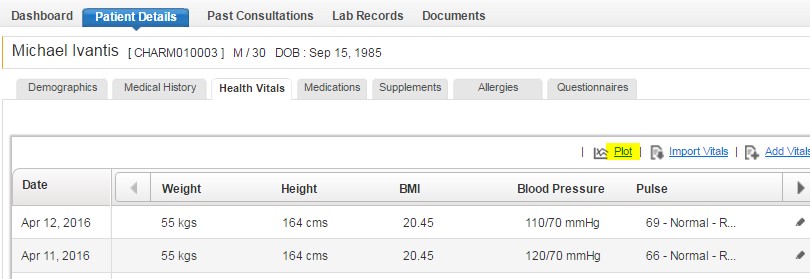 Dashboard Patient Details Past Consultations Lab Records Documents
Michael Ivantis [ CHARM010003 ] M / 30 DOB : Sep 15, 1985
Demographics Medical History Health Vitals Medications Supplements Allergies Questionnaires
| Plot | Import Vitals | Add Vitals
Date Weight Height BMI Blood Pressure Pulse
Apr 12, 2016 55 kgs 164 cms 20.45 110/70 mmHg 69 - Normal - R...
Apr 11, 2016 55 kgs 164 cms 20.45 120/70 mmHg 66 - Normal - R...